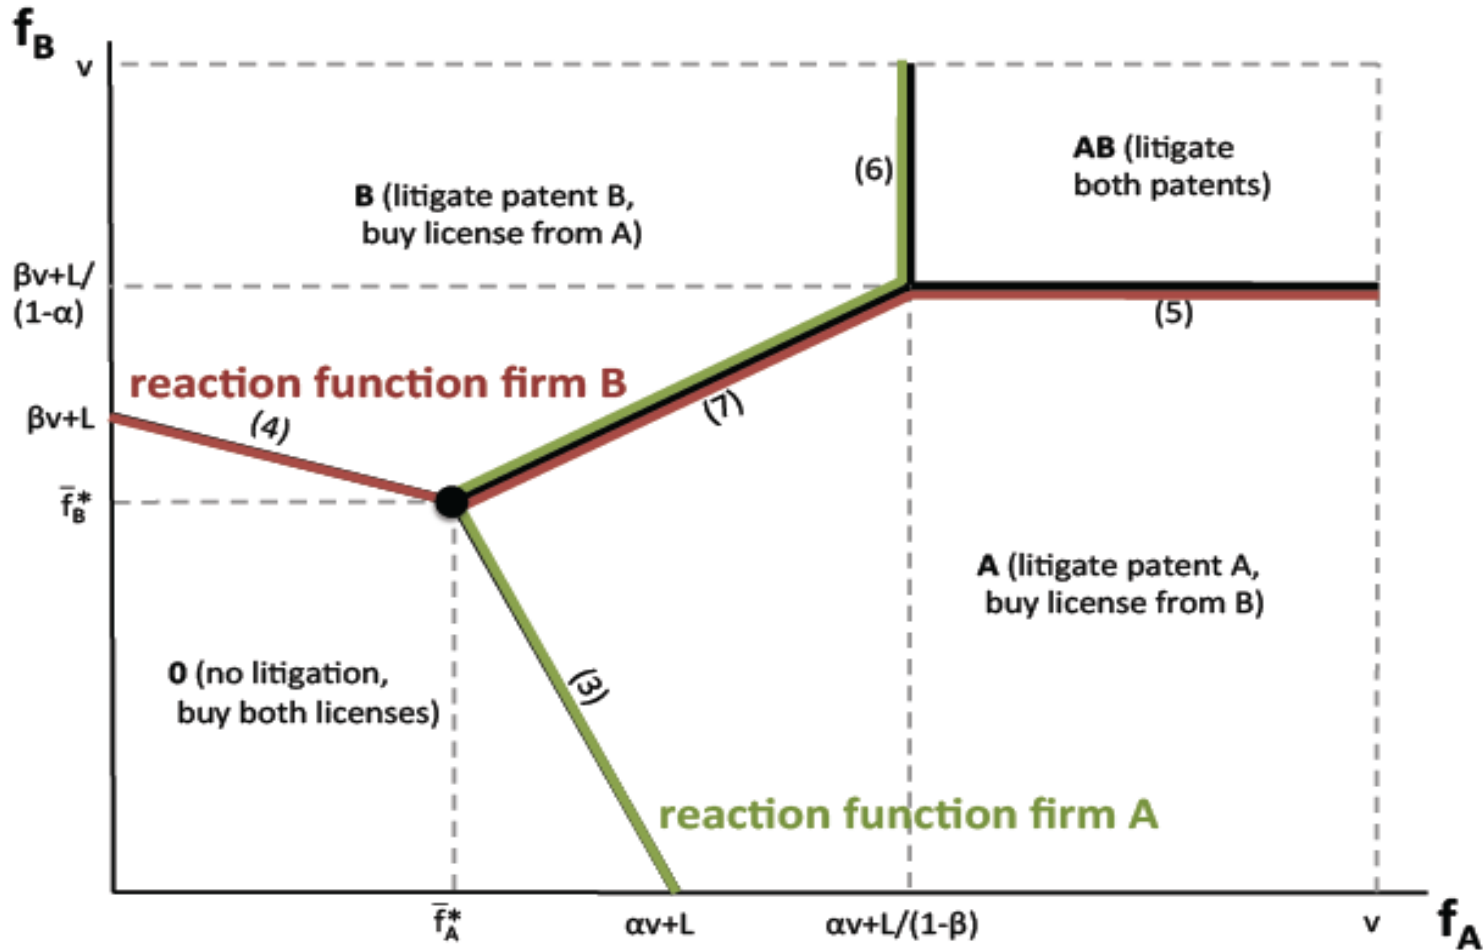 f_B
v
(6)
AB (litigate
both patents)
B (litigate patent B,
buy license from A)
βv+L/
(1-α)
(5)
reaction function firm B
βv+L
(4)
(7)
f̄_B*
A (litigate patent A,
buy license from B)
0 (no litigation,
buy both licenses)
(3)
reaction function firm A
f̄_A*
αv+L
αv+L/(1-β)
v
f_A